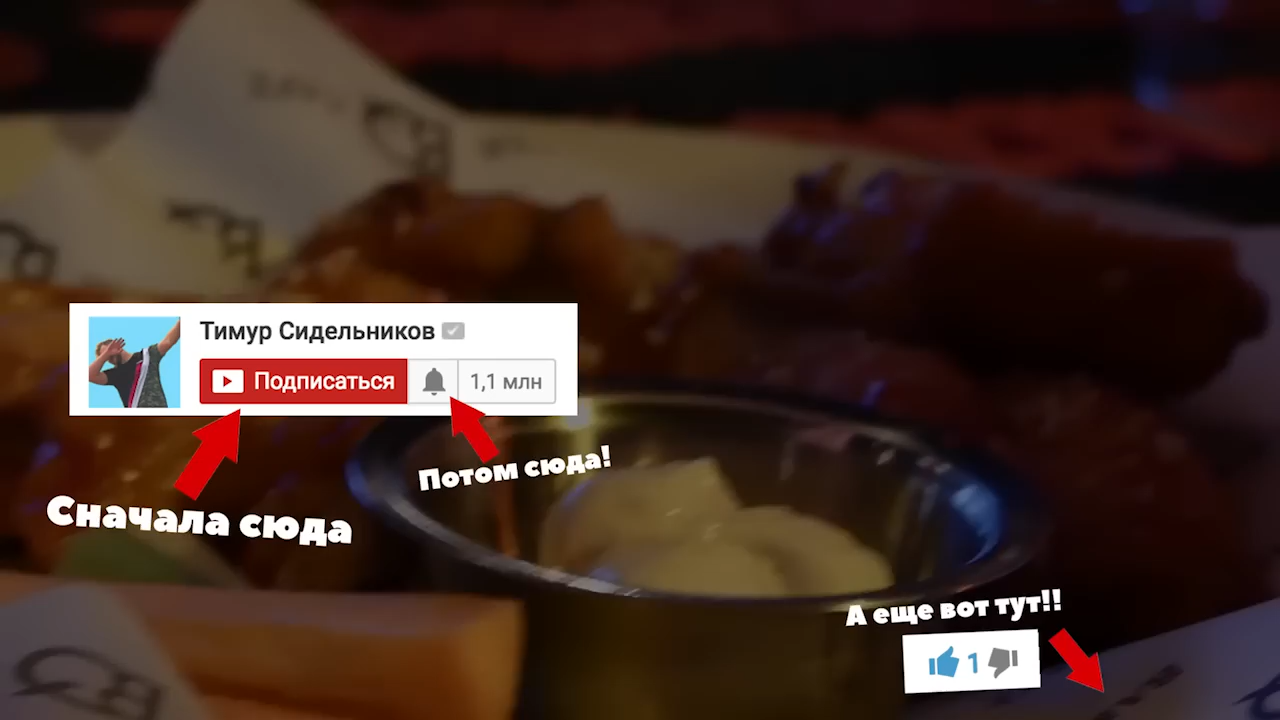 Тимур Сидельников
Подписаться
1,1 млн
Потом сюда!
Сначала сюда
А еще вот тут!!
1